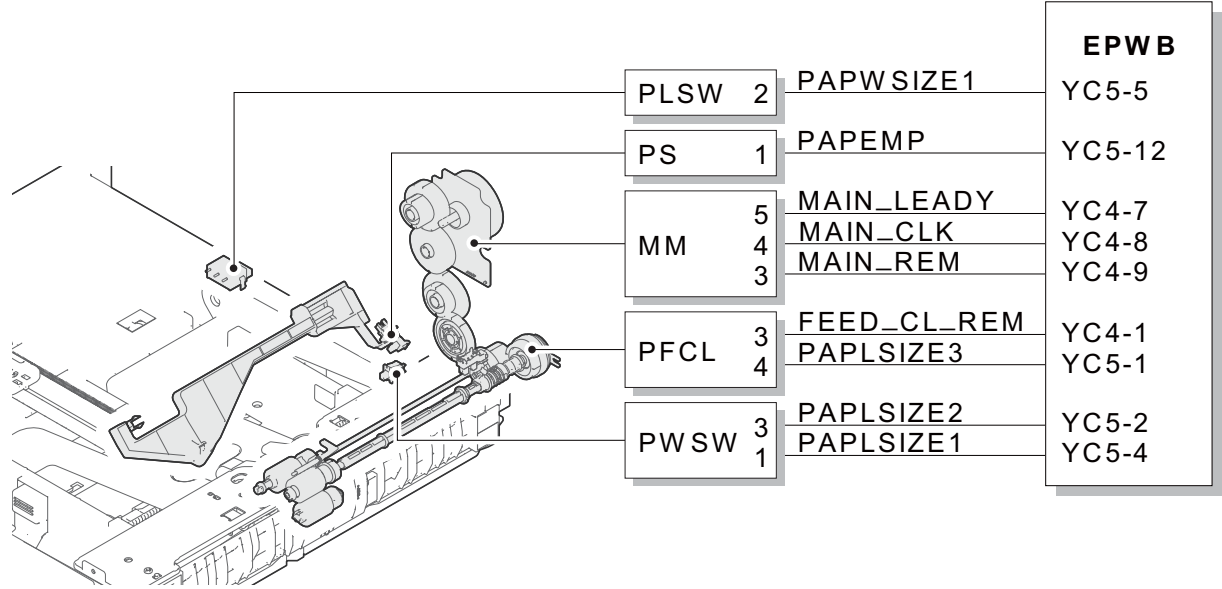 EPWB
PLSW 2 PAPWSIZE1 YC5-5
PS 1 PAPEMP YC5-12
5 MAIN_LEADY YC4-7
MM 4 MAIN_CLK YC4-8
3 MAIN_REM YC4-9
PFCL 3 FEED_CL_REM YC4-1
4 PAPLSIZE3 YC5-1
PWSW 3 PAPLSIZE2 YC5-2
1 PAPLSIZE1 YC5-4